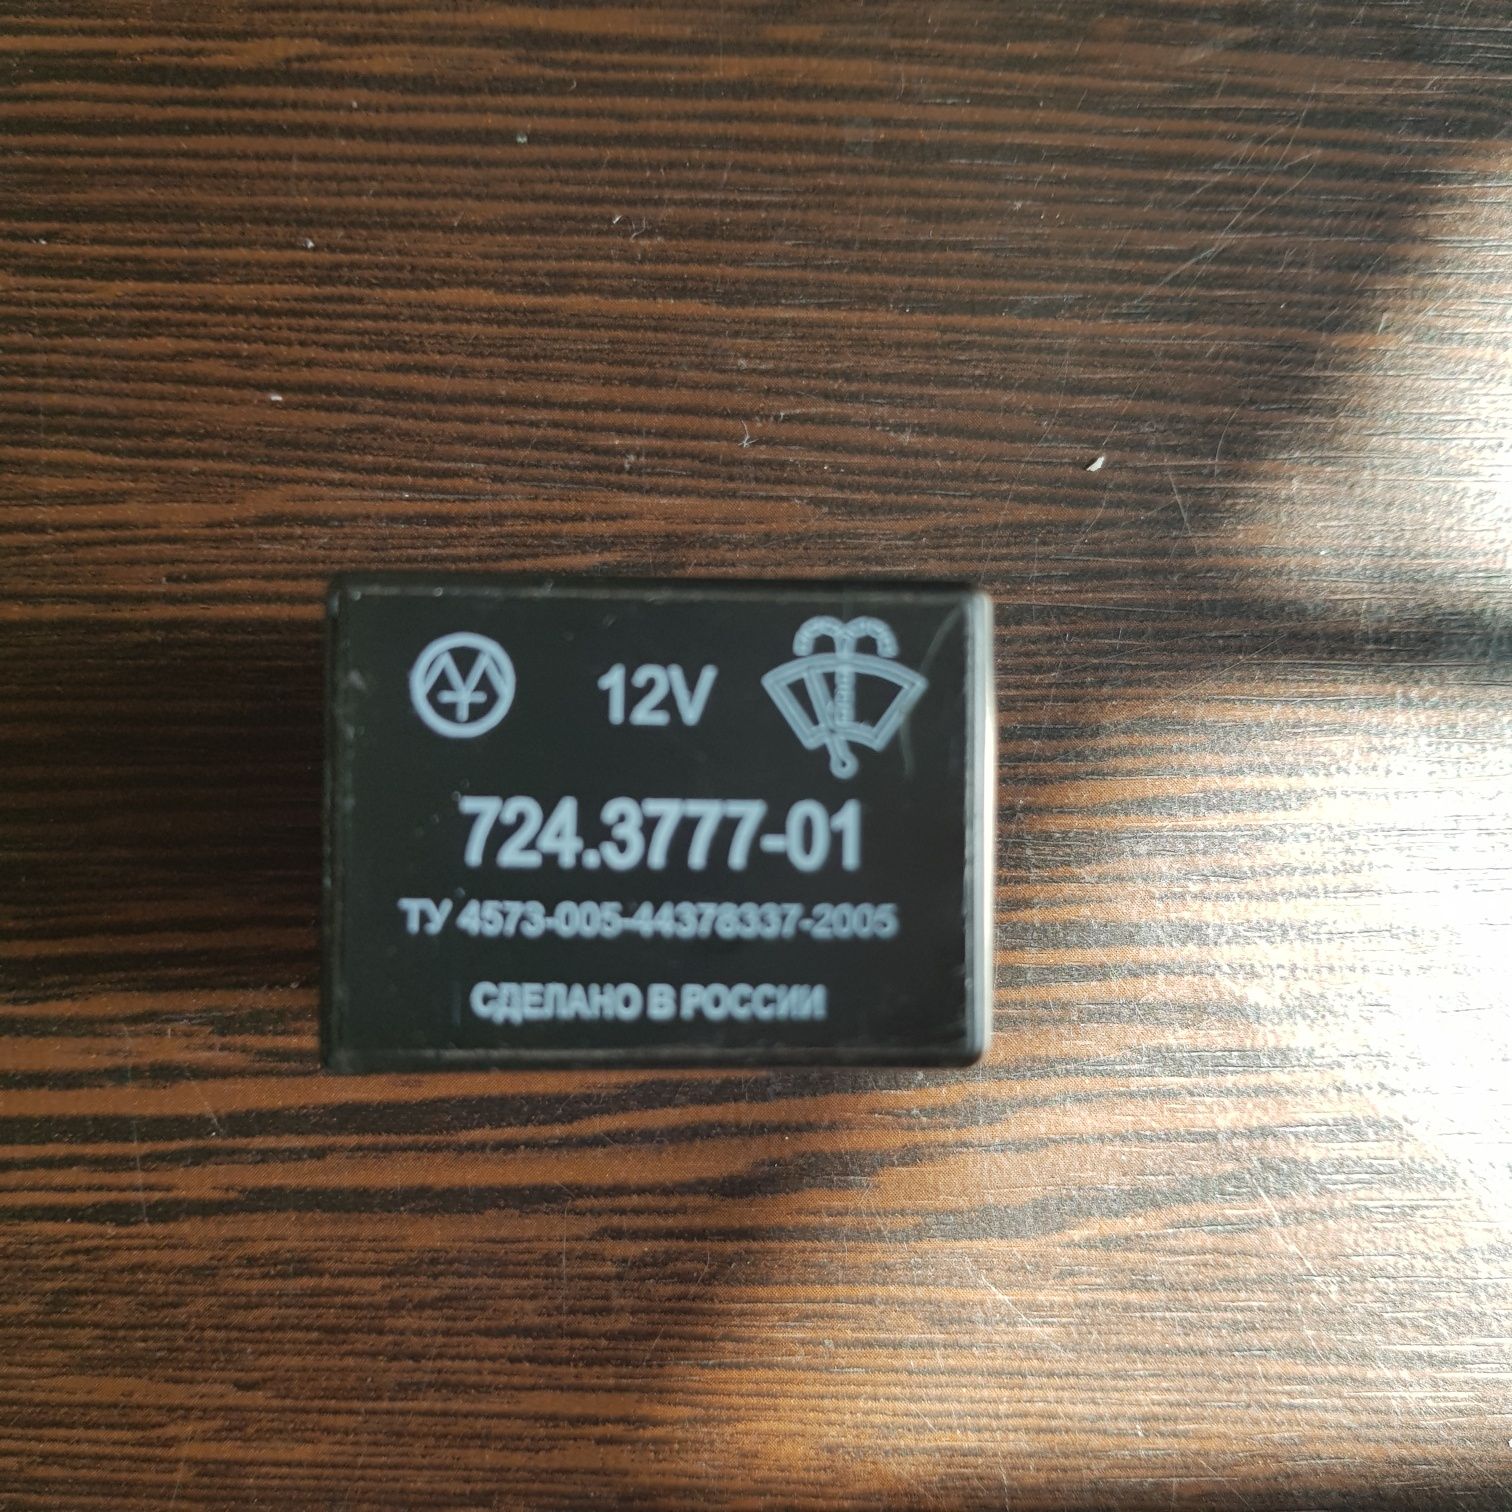 12V
724.3777-01
ТУ 4573-005-44378337-2005
СДЕЛАНО В РОССИИ